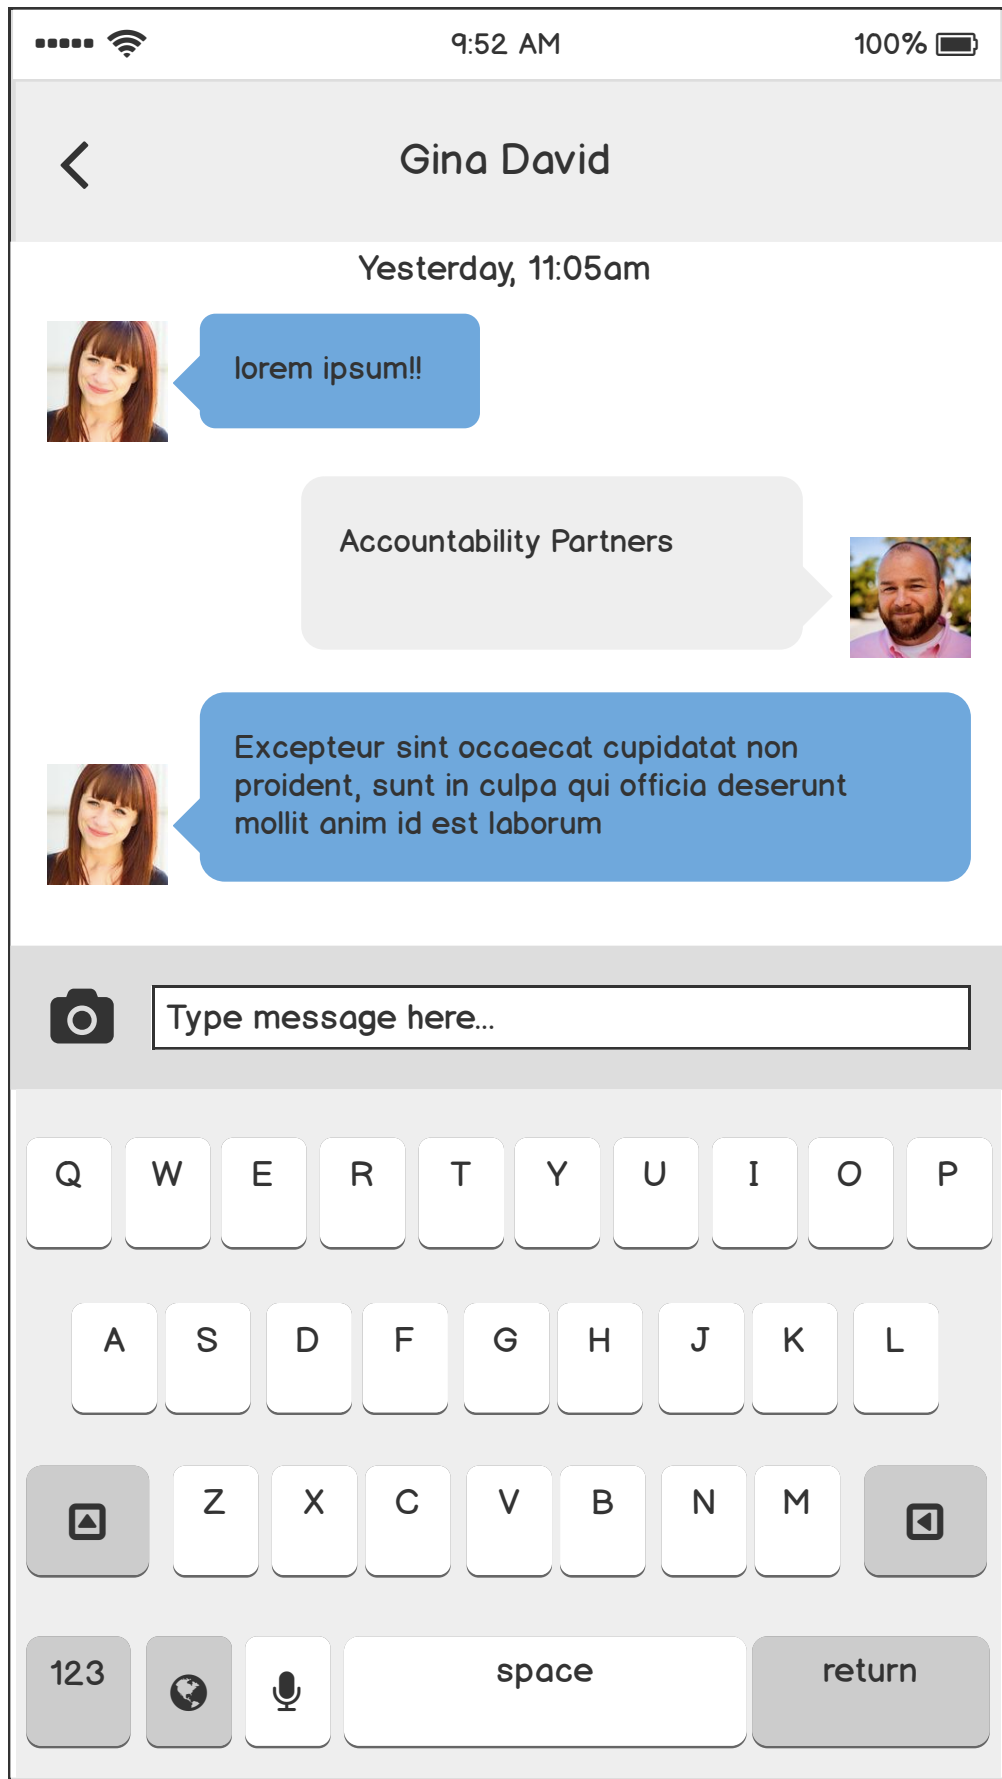 9:52 AM
100%
Gina David
Yesterday, 11:05am
lorem ipsum!!
Accountability Partners
Excepteur sint occaecat cupidatat non
proident, sunt in culpa qui officia deserunt
mollit anim id est laborum
Type message here...
Q W E R T Y U I O P
A S D F G H J K L
Z X C V B N M
123 space return